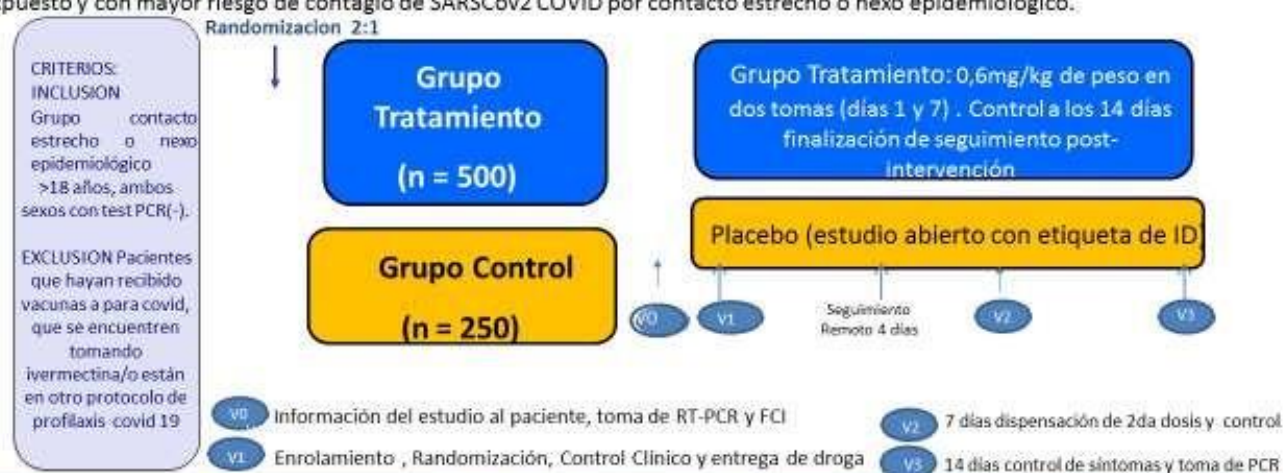 puesto y con mayor riesgo de contagio de SARSCoV2 COVID por contacto estrecho o nexo epidemiológico.
Randomizacion 2:1
CRITERIOS:
INCLUSION
Grupo contacto
estrecho o nexo
epidemiológico
>18 años, ambos
sexos con test PCR(-).
EXCLUSION Pacientes
que hayan recibido
vacunas a para covid,
que se encuentren
tomando
ivermectina/o están
en otro protocolo de
profilaxis covid 19
Grupo
Tratamiento
(n = 500)
Grupo Control
(n = 250)
Grupo Tratamiento: 0,6mg/kg de peso en
dos tomas (días 1 y 7) . Control a los 14 días
finalización de seguimiento post-
intervención
Placebo (estudio abierto con etiqueta de ID)
V0
V1
Seguimiento
Remoto 4 días
V2
V3
V0 Información del estudio al paciente, toma de RT-PCR y FCI
V1 Enrolamiento , Randomización, Control Clínico y entrega de droga
V2 7 días dispensación de 2da dosis y control
V3 14 días control de síntomas y toma de PCR